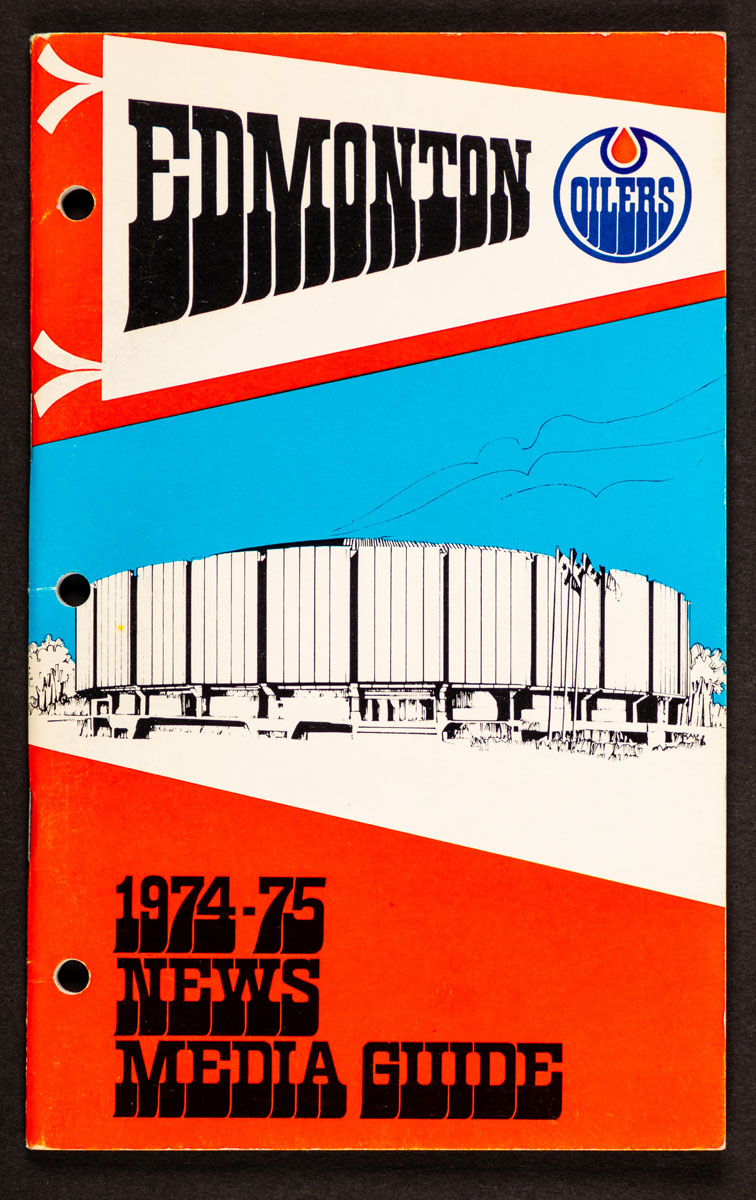 EDMONTON
OILERS
1974-75
NEWS
MEDIA GUIDE